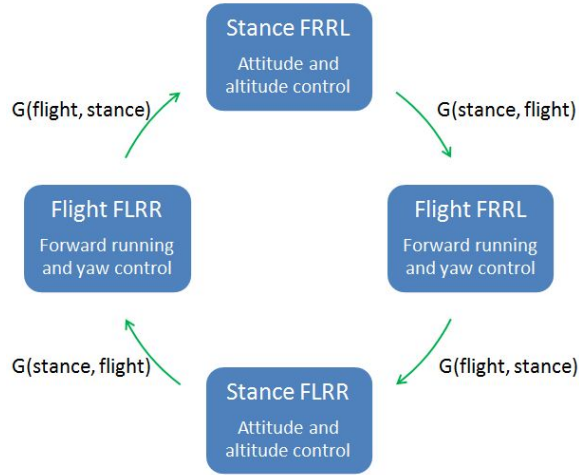 Stance FRRL
Attitude and
altitude control
G(flight, stance)
G(stance, flight)
Flight FLRR
Forward running
and yaw control
Flight FRRL
Forward running
and yaw control
G(stance, flight)
G(flight, stance)
Stance FLRR
Attitude and
altitude control